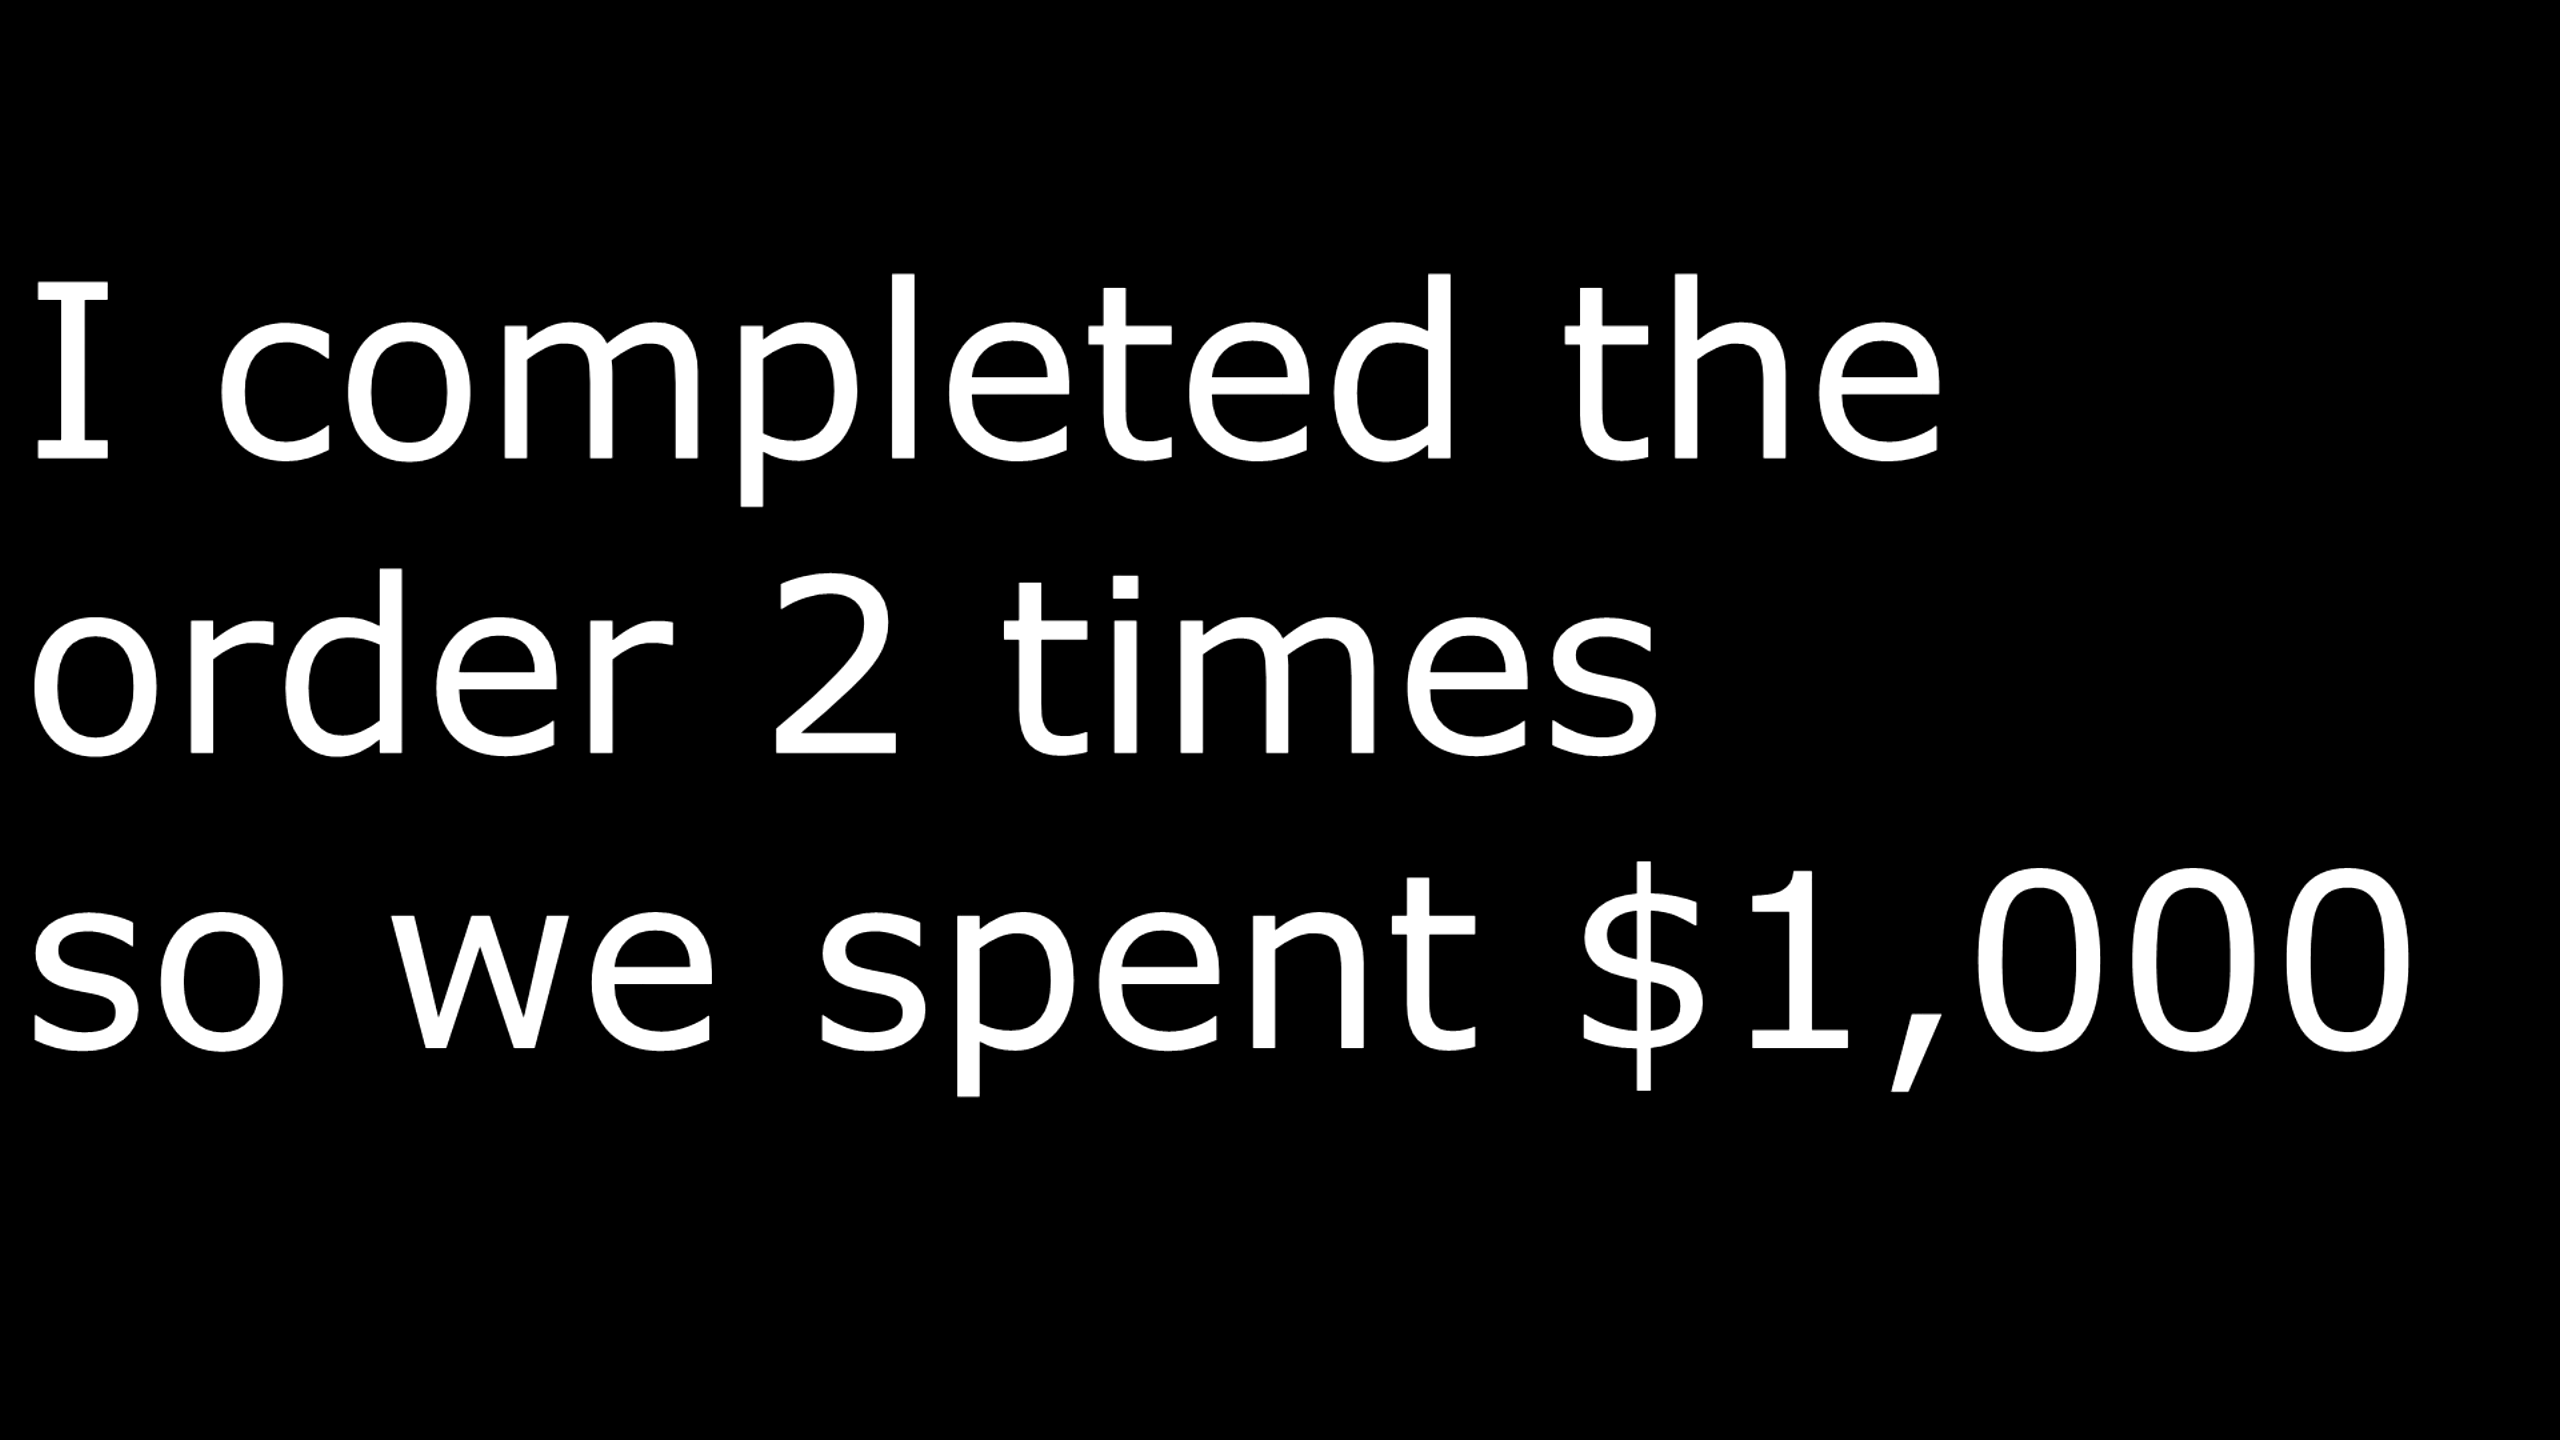 I completed the
order 2 times
so we spent $1,000